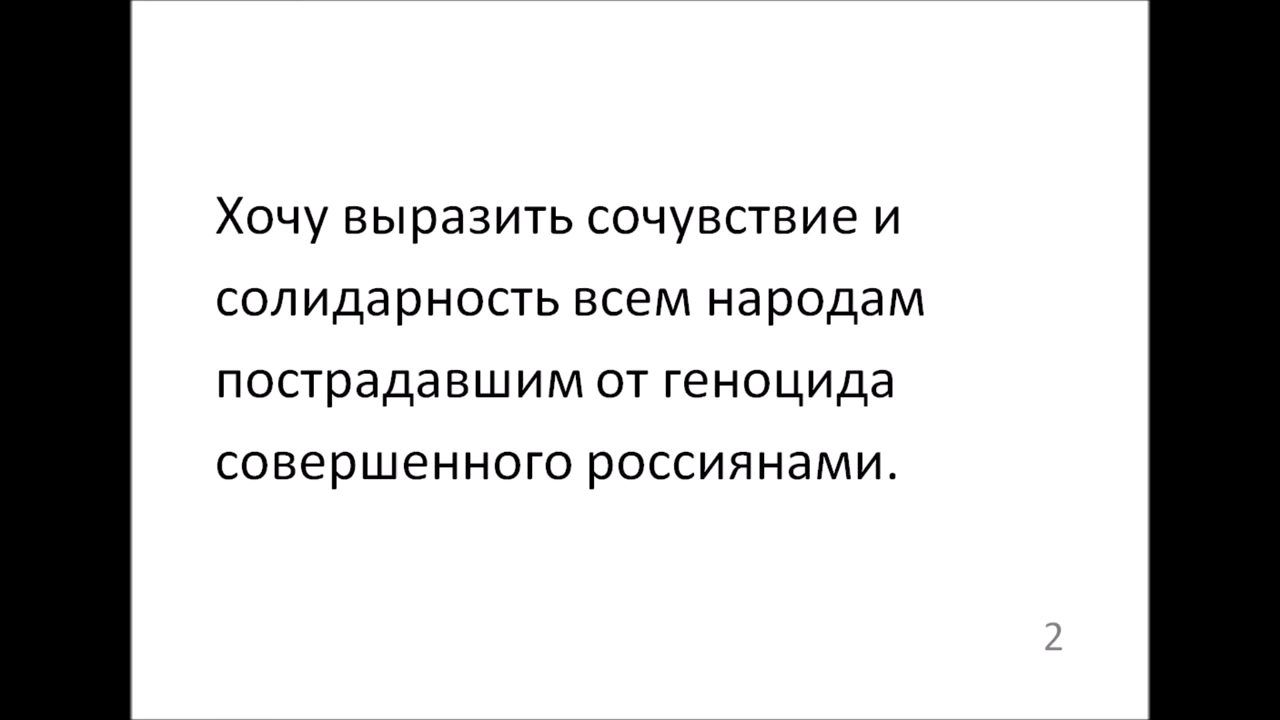 Хочу выразить сочувствие и
солидарность всем народам
пострадавшим от геноцида
совершенного россиянами.
2